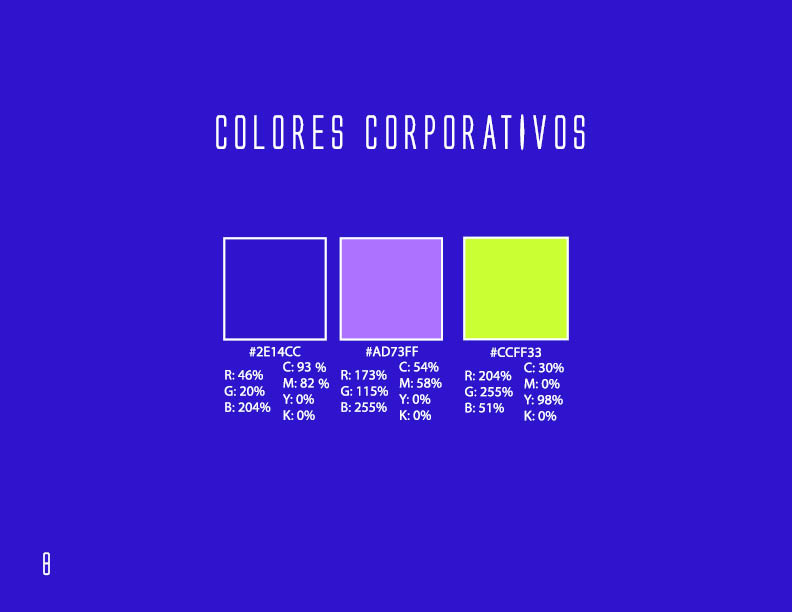 COLORES CORPORATIVOS
#2E14CC
R: 46%
G: 20%
B: 204%
C: 93 %
M: 82 %
Y: 0%
K: 0%
#AD73FF
R: 173%
G: 115%
B: 255%
C: 54%
M: 58%
Y: 0%
K: 0%
#CCFF33
R: 204%
G: 255%
B: 51%
C: 30%
M: 0%
Y: 98%
K: 0%
8